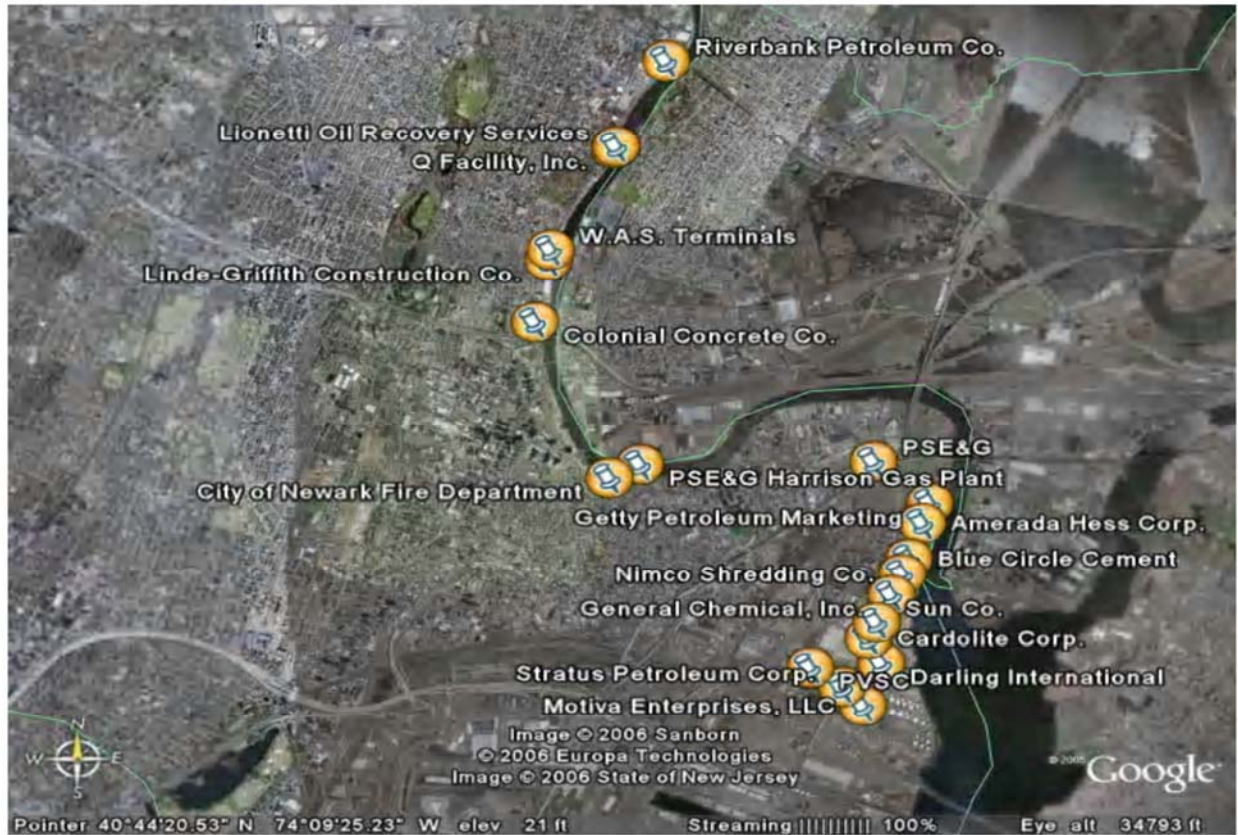 Riverbank Petroleum Co.
Lionetti Oil Recovery Services
Q Facility, Inc.
W.A.S. Terminals
Linde-Griffith Construction Co.
Colonial Concrete Co.
PSE&G
PSE&G Harrison Gas Plant
City of Newark Fire Department
Getty Petroleum Marketing
Amerada Hess Corp.
Blue Circle Cement
Nimco Shredding Co.
General Chemical, Inc.
Sun Co.
Cardolite Corp.
Stratus Petroleum Corp.
PVSC
Darling International
Motiva Enterprises, LLC
Image © 2006 Sanborn
© 2006 Europa Technologies
Image © 2006 State of New Jersey
N
W E
S
© 2005 Google
Pointer 40°44'20.53" N 74°09'25.23" W elev 21 ft Streaming |||||||||| 100% Eye alt 34793 ft